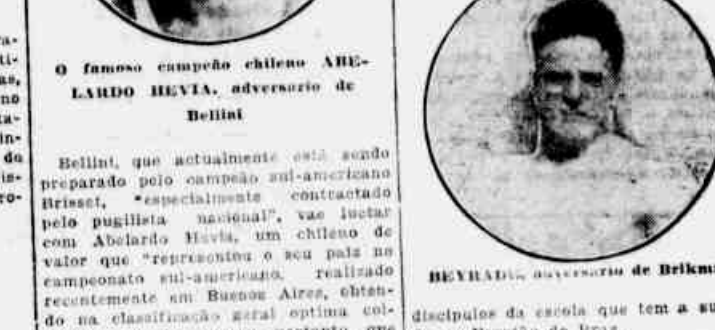 O famoso campeão chileno ABE-
LARDO HEVIA, adversario de
Bellini
Bellini, que actualmente está sendo
preparado pelo campeão sul-americano
Brisset, "especialmente contractado
pelo pugilista nacional", vae luctar
com Abelardo Hevia, um chileno de
valor que "representou o seu paiz no
campeonato sul-americano, realizado
recentemente em Buenos Aires, obten-
do na classificação geral optima col-
que
adversario de Brikm
discipulos da escola que tem a su